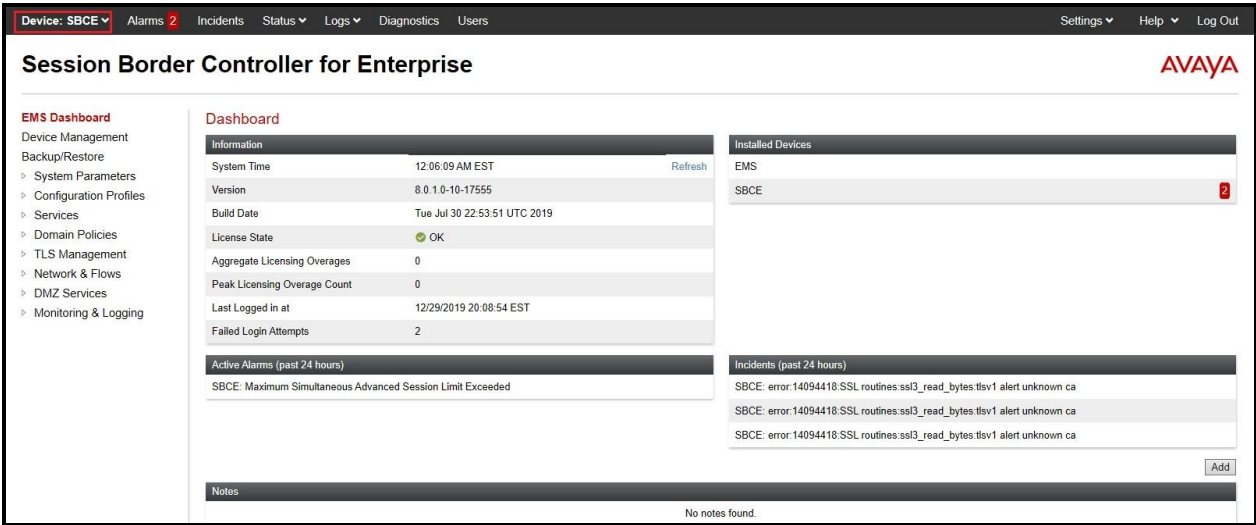 Device: SBCE Alarms 2 Incidents Status Logs Diagnostics Users Settings Help Log Out
Session Border Controller for Enterprise
AVAYA
EMS Dashboard
Device Management
Backup/Restore
System Parameters
Configuration Profiles
Services
Domain Policies
TLS Management
Network & Flows
DMZ Services
Monitoring & Logging
Dashboard
Information
System Time 12:06:09 AM EST Refresh
Version 8.0.1.0-10-17555
Build Date Tue Jul 30 22:53:51 UTC 2019
License State OK
Aggregate Licensing Overages 0
Peak Licensing Overage Count 0
Last Logged in at 12/29/2019 20:08:54 EST
Failed Login Attempts 2
Installed Devices
EMS
SBCE 2
Active Alarms (past 24 hours)
SBCE: Maximum Simultaneous Advanced Session Limit Exceeded
Incidents (past 24 hours)
SBCE: error:14094418:SSL routines:ssl3_read_bytes:tlsv1 alert unknown ca
SBCE: error:14094418:SSL routines:ssl3_read_bytes:tlsv1 alert unknown ca
SBCE: error:14094418:SSL routines:ssl3_read_bytes:tlsv1 alert unknown ca
Add
Notes
No notes found.